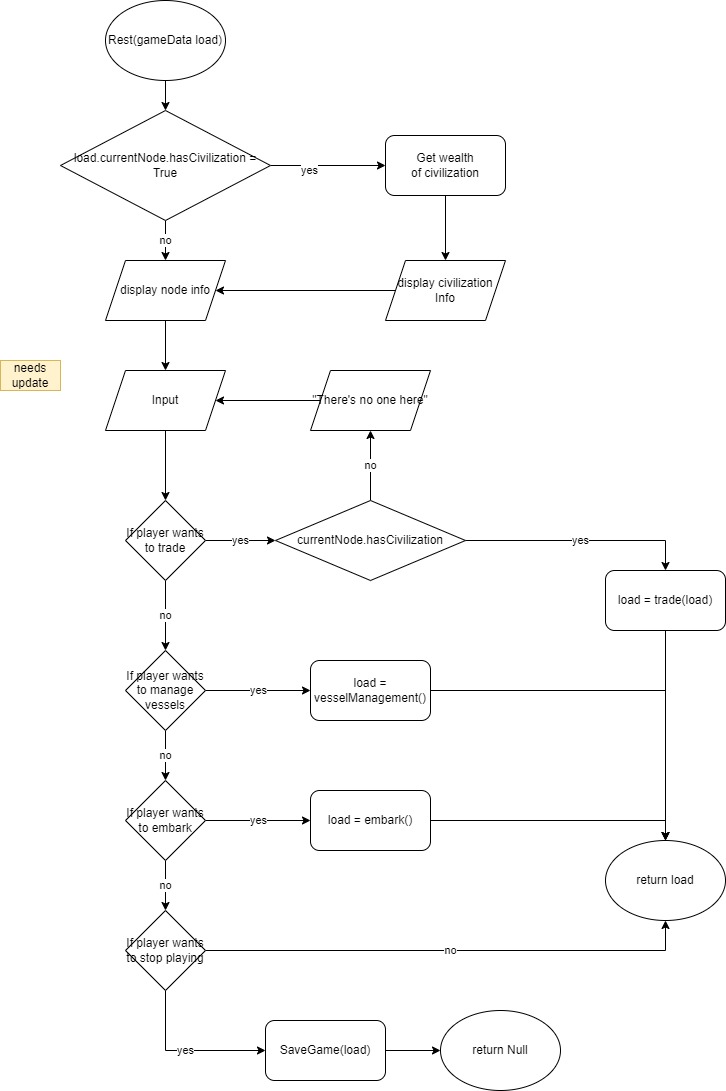 Rest(gameData load)
load.currentNode.hasCivilization =
True
yes
Get wealth
of civilization
no
display node info
display civilization
Info
needs
update
Input
"There's no one here"
no
If player wants
to trade
yes
currentNode.hasCivilization
yes
load = trade(load)
no
If player wants
to manage
vessels
yes
load =
vesselManagement()
no
If player wants
to embark
yes
load = embark()
return load
no
If player wants
to stop playing
no
yes
SaveGame(load)
return Null